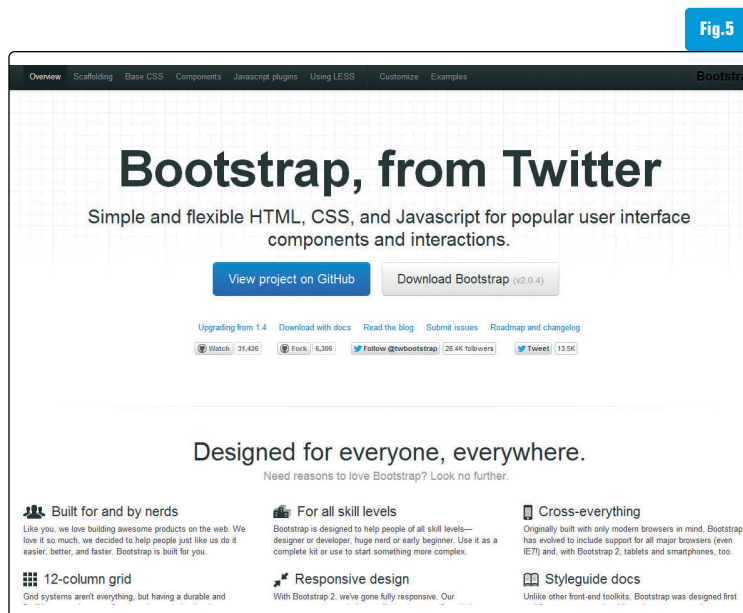 Fig.5
Overview Scaffolding Base CSS Components Javascript plugins Using LESS Customize Examples
Bootstrap, from Twitter
Simple and flexible HTML, CSS, and Javascript for popular user interface
components and interactions.
View project on GitHub Download Bootstrap (v2.0.4)
Upgrading from 1.4 Download with docs Read the blog Submit issues Roadmap and changelog
Watch 31,426 Fork 6,306 Follow @twbootstrap 26.4K followers Tweet 13.5K
Designed for everyone, everywhere.
Need reasons to love Bootstrap? Look no further.
Built for and by nerds
Like you, we love building awesome products on the web. We
love it so much, we decided to help people just like us do it
easier, better, and faster. Bootstrap is built for you.
For all skill levels
Bootstrap is designed to help people of all skill levels—
designer or developer, huge nerd or early beginner. Use it as a
complete kit or use to start something more complex.
Cross-everything
Originally built with only modern browsers in mind, Bootstrap
has evolved to include support for all major browsers (even
IE7!) and, with Bootstrap 2, tablets and smartphones, too.
12-column grid
Grid systems aren't everything, but having a durable and
Responsive design
With Bootstrap 2, we've gone fully responsive. Our
Styleguide docs
Unlike other front-end toolkits, Bootstrap was designed first